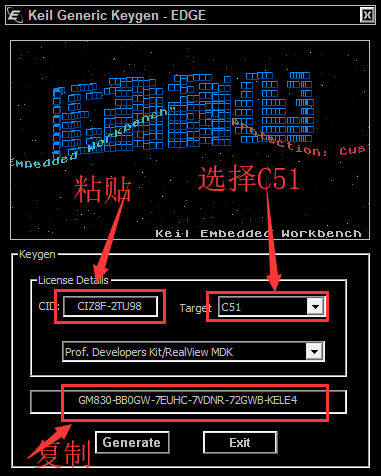 Keil Generic Keygen - EDGE
"Embedded Workbench"
Protection: Cus
粘贴
选择C51
Keil Embedded Workbench
Keygen
License Details
CID:
CIZ8F-2TU98
Target
C51
Prof. Developers Kit/RealView MDK
GM830-BB0GW-7EUHC-7VDNR-72GWB-KELE4
复制
Generate
Exit